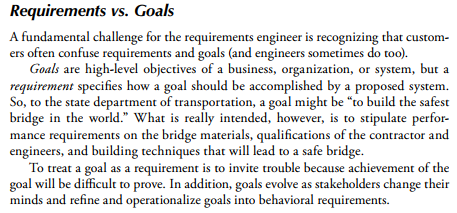 Requirements vs. Goals
A fundamental challenge for the requirements engineer is recognizing that custom-
ers often confuse requirements and goals (and engineers sometimes do too).
Goals are high-level objectives of a business, organization, or system, but a
requirement specifies how a goal should be accomplished by a proposed system.
So, to the state department of transportation, a goal might be “to build the safest
bridge in the world.” What is really intended, however, is to stipulate perfor-
mance requirements on the bridge materials, qualifications of the contractor and
engineers, and building techniques that will lead to a safe bridge.
To treat a goal as a requirement is to invite trouble because achievement of the
goal will be difficult to prove. In addition, goals evolve as stakeholders change their
minds and refine and operationalize goals into behavioral requirements.